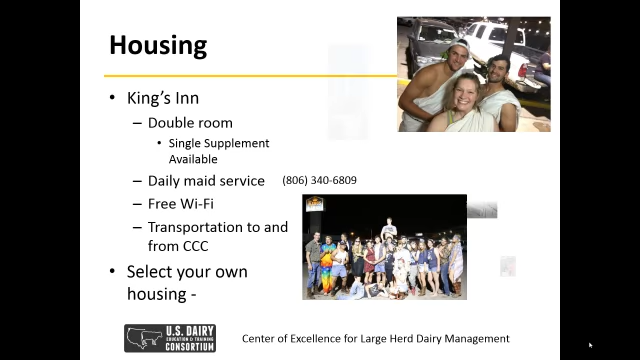 Housing
• King's Inn
– Double room
• Single Supplement
Available
– Daily maid service
(806) 340-6809
– Free Wi-Fi
– Transportation to and
from CCC
• Select your own
housing -
U.S. DAIRY
EDUCATION & TRAINING
CONSORTIUM
Center of Excellence for Large Herd Dairy Management